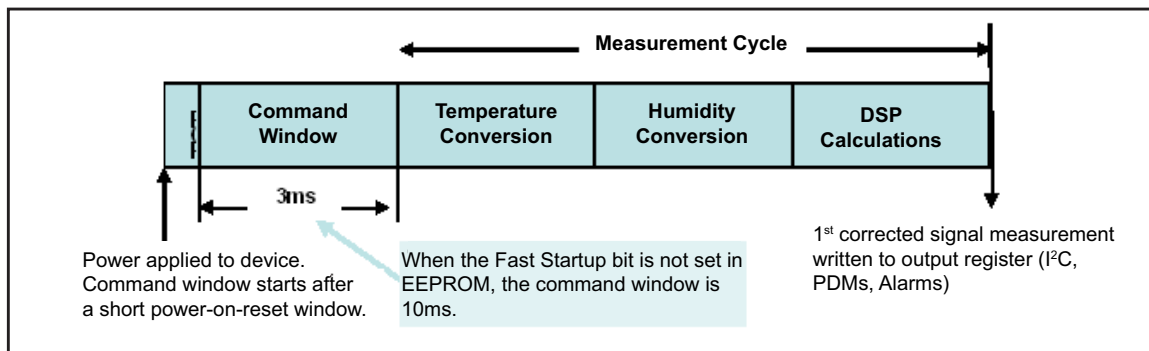 Measurement Cycle
Command
Window
Temperature
Conversion
Humidity
Conversion
DSP
Calculations
3ms
Power applied to device.
Command window starts after
a short power-on-reset window.
When the Fast Startup bit is not set in
EEPROM, the command window is
10ms.
1st corrected signal measurement
written to output register (I²C,
PDMs, Alarms)